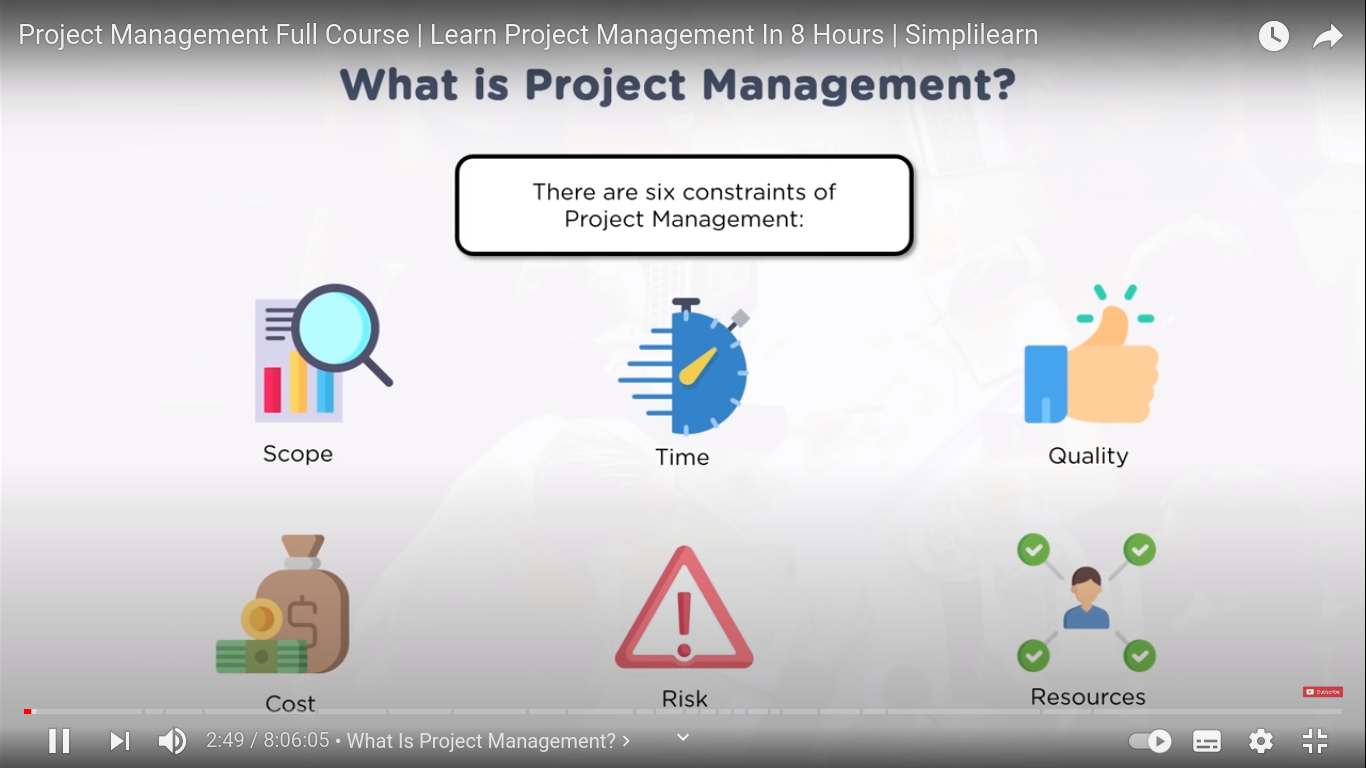 Project Management Full Course | Learn Project Management In 8 Hours | Simplilearn
What is Project Management?
There are six constraints of
Project Management:
Scope
Time
Quality
Cost
Risk
Resources
Subscribe
2:49 / 8:06:05 • What Is Project Management? >